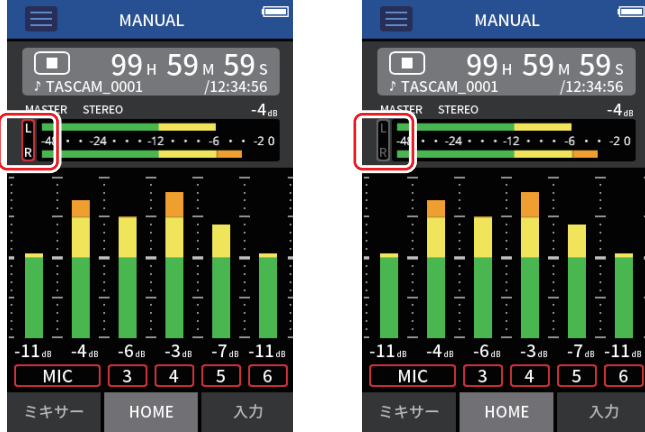 MANUAL
99H 59M 59s
♪ TASCAM_0001 /12:34:56
MASTER STEREO -4dB
L
-48 -24 -12 -6 -2 0
R
-11dB -4dB -6dB -3dB -7dB -11dB
MIC 3 4 5 6
ミキサー HOME 入力
MANUAL
99H 59M 59s
♪ TASCAM_0001 /12:34:56
MASTER STEREO -4dB
L
-48 -24 -12 -6 -2 0
R
-11dB -4dB -6dB -3dB -7dB -11dB
MIC 3 4 5 6
ミキサー HOME 入力